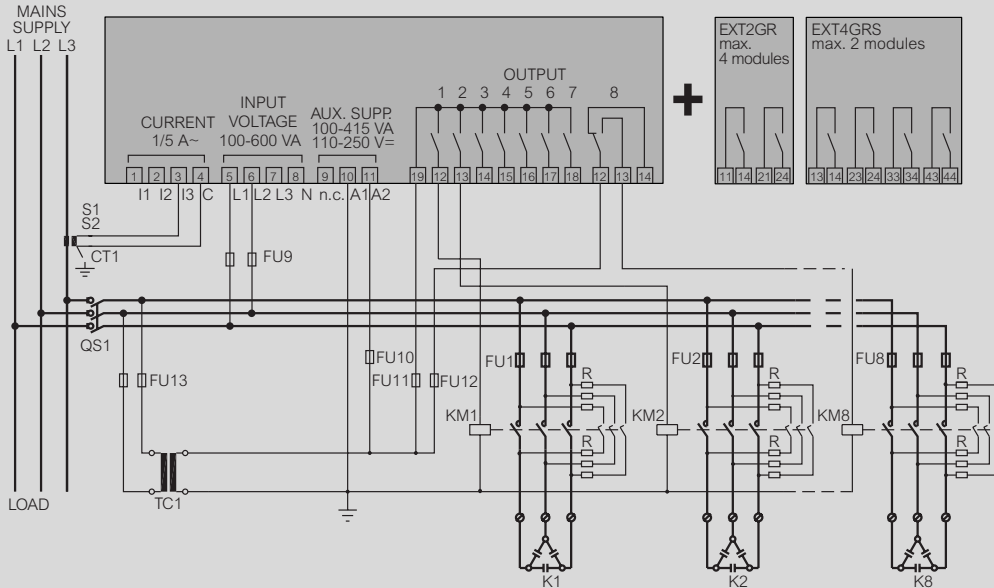 MAINS
SUPPLY
L1 L2 L3
EXT2GR
max.
4 modules
EXT4GRS
max. 2 modules
OUTPUT
1 2 3 4 5 6 7 8
CURRENT
1/5 A~
INPUT
VOLTAGE
100-600 VA
AUX. SUPP.
100-415 VA
110-250 V=
1 2 3 4 5 6 7 8 9 10 11 19 12 13 14 15 16 17 18 12 13 14
11 14 21 24
13 14 23 24 33 34 43 44
I1 I2 I3 C L1 L2 L3 N n.c. A1 A2
S1
S2
CT1
FU9
QS1
FU13
FU10
FU11
FU12
FU1
FU2
FU8
R
R
R
KM1
KM2
KM8
R
R
R
LOAD
TC1
K1
K2
K8